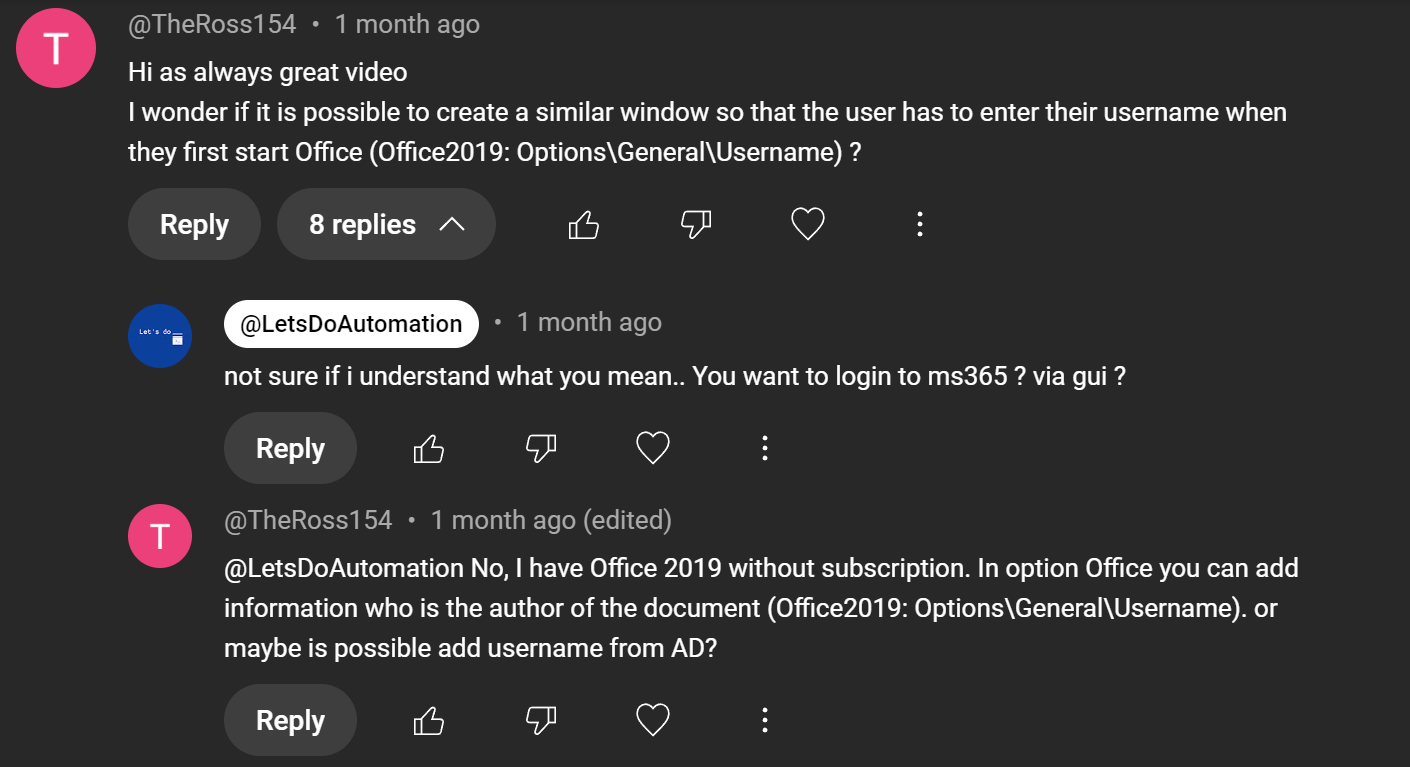 T
@TheRoss154 • 1 month ago
Hi as always great video
I wonder if it is possible to create a similar window so that the user has to enter their username when
they first start Office (Office2019: Options\General\Username) ?
Reply 8 replies
Let's do
@LetsDoAutomation • 1 month ago
not sure if i understand what you mean.. You want to login to ms365 ? via gui ?
Reply
T
@TheRoss154 • 1 month ago (edited)
@LetsDoAutomation No, I have Office 2019 without subscription. In option Office you can add
information who is the author of the document (Office2019: Options\General\Username). or
maybe is possible add username from AD?
Reply